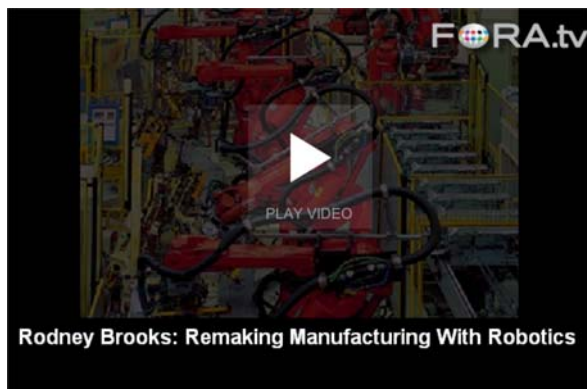 FORA.tv
PLAY VIDEO
Rodney Brooks: Remaking Manufacturing With Robotics